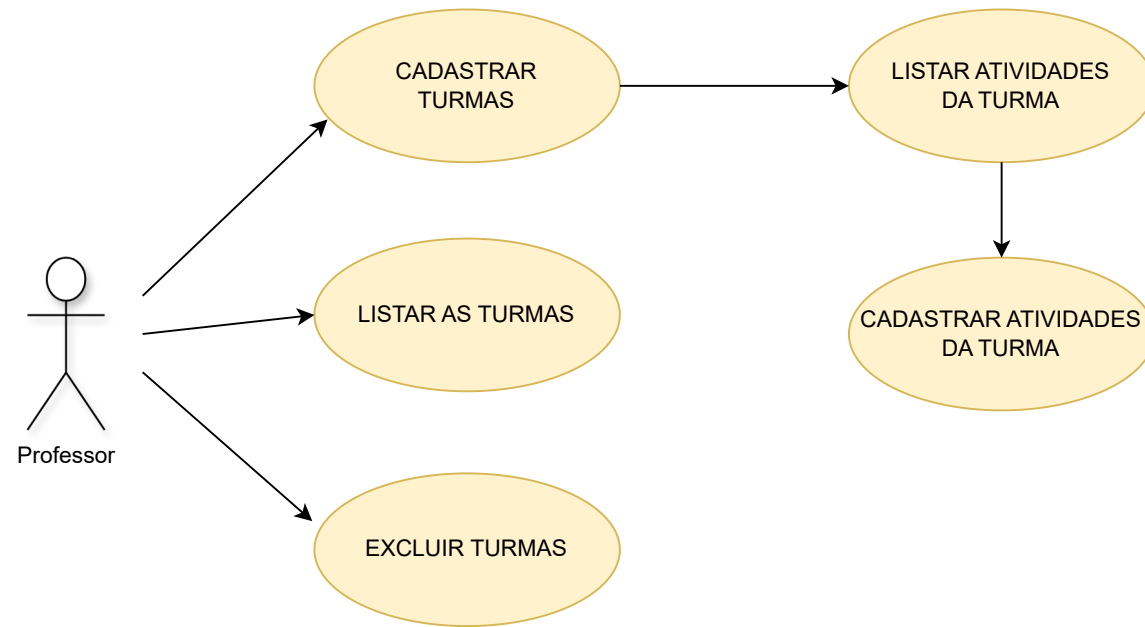 CADASTRAR
TURMAS
LISTAR ATIVIDADES
DA TURMA
LISTAR AS TURMAS
CADASTRAR ATIVIDADES
DA TURMA
Professor
EXCLUIR TURMAS